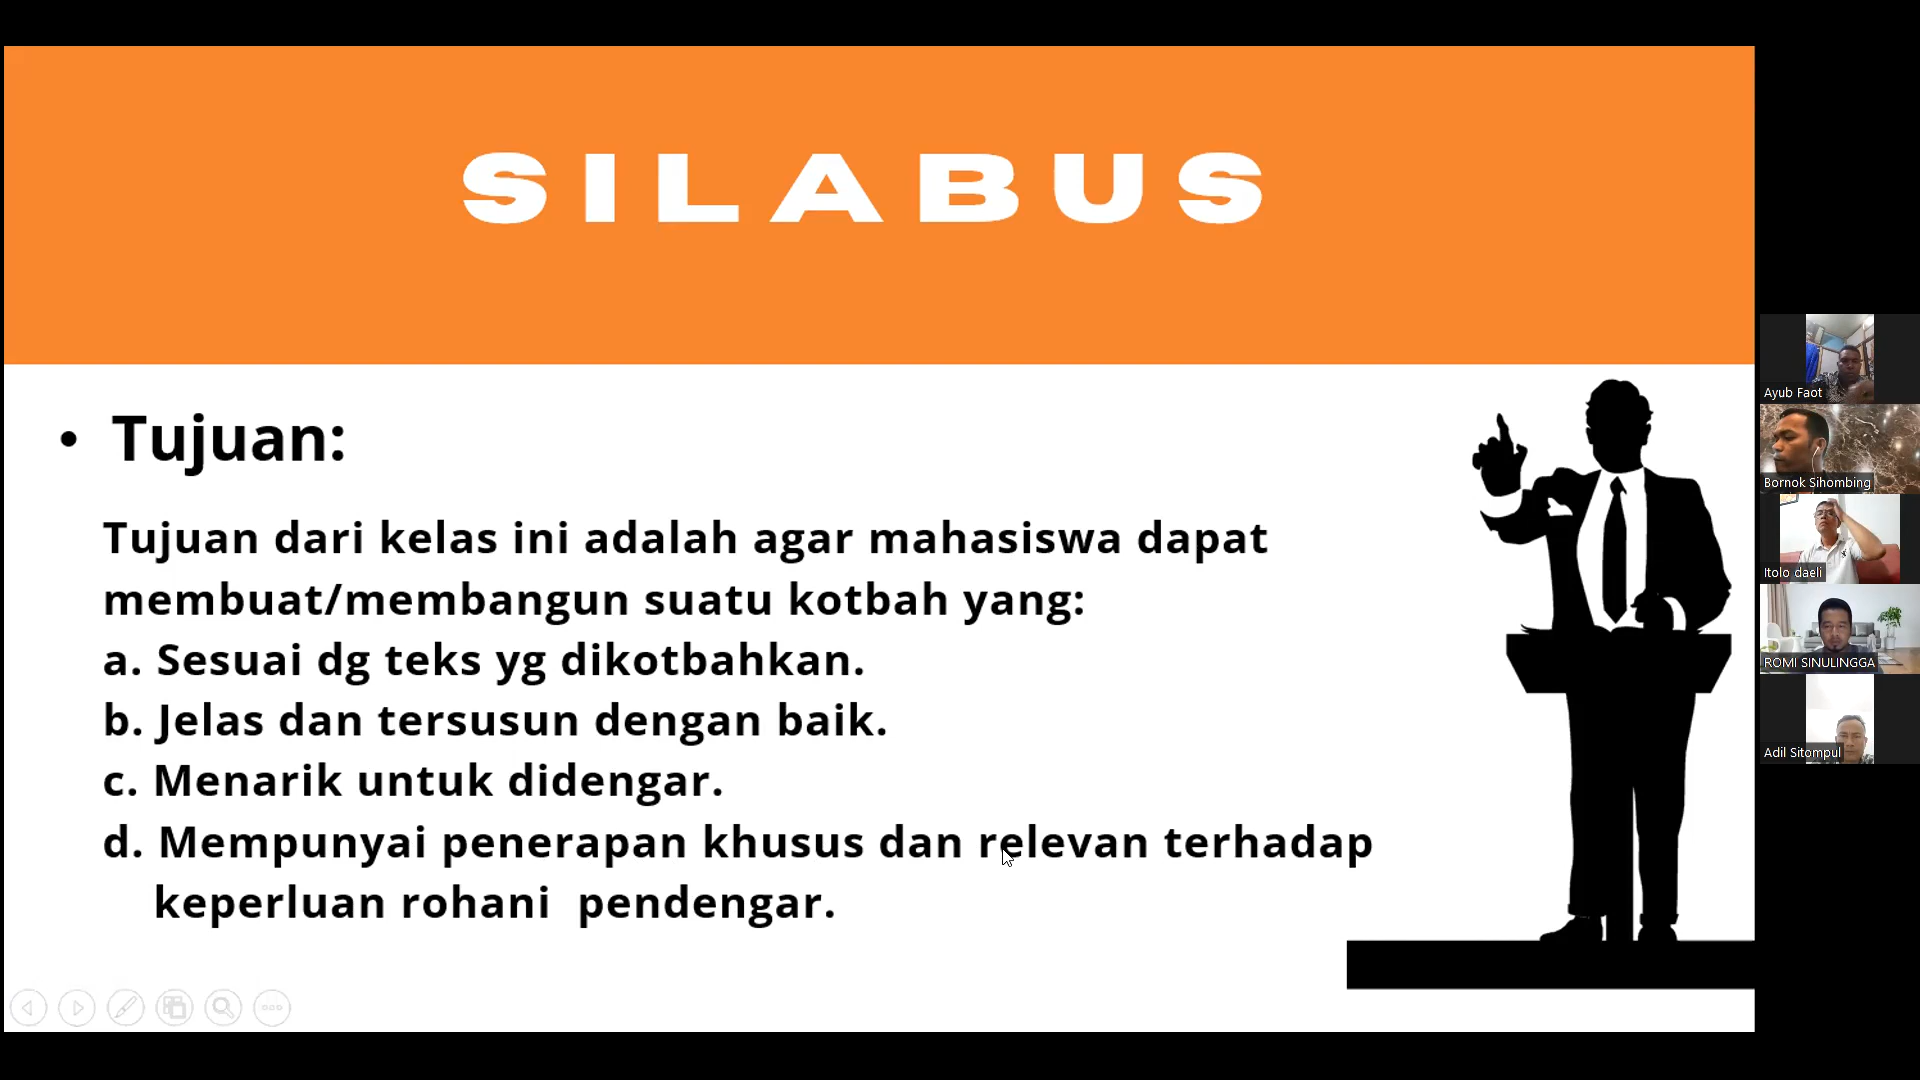 SILABUS
• Tujuan:
Tujuan dari kelas ini adalah agar mahasiswa dapat
membuat/membangun suatu kotbah yang:
a. Sesuai dg teks yg dikotbahkan.
b. Jelas dan tersusun dengan baik.
c. Menarik untuk didengar.
d. Mempunyai penerapan khusus dan relevan terhadap
keperluan rohani pendengar.
Ayub Faot
Bornok Sihombing
Itolo daeli
ROMI SINULINGGA
Adil Sitompul